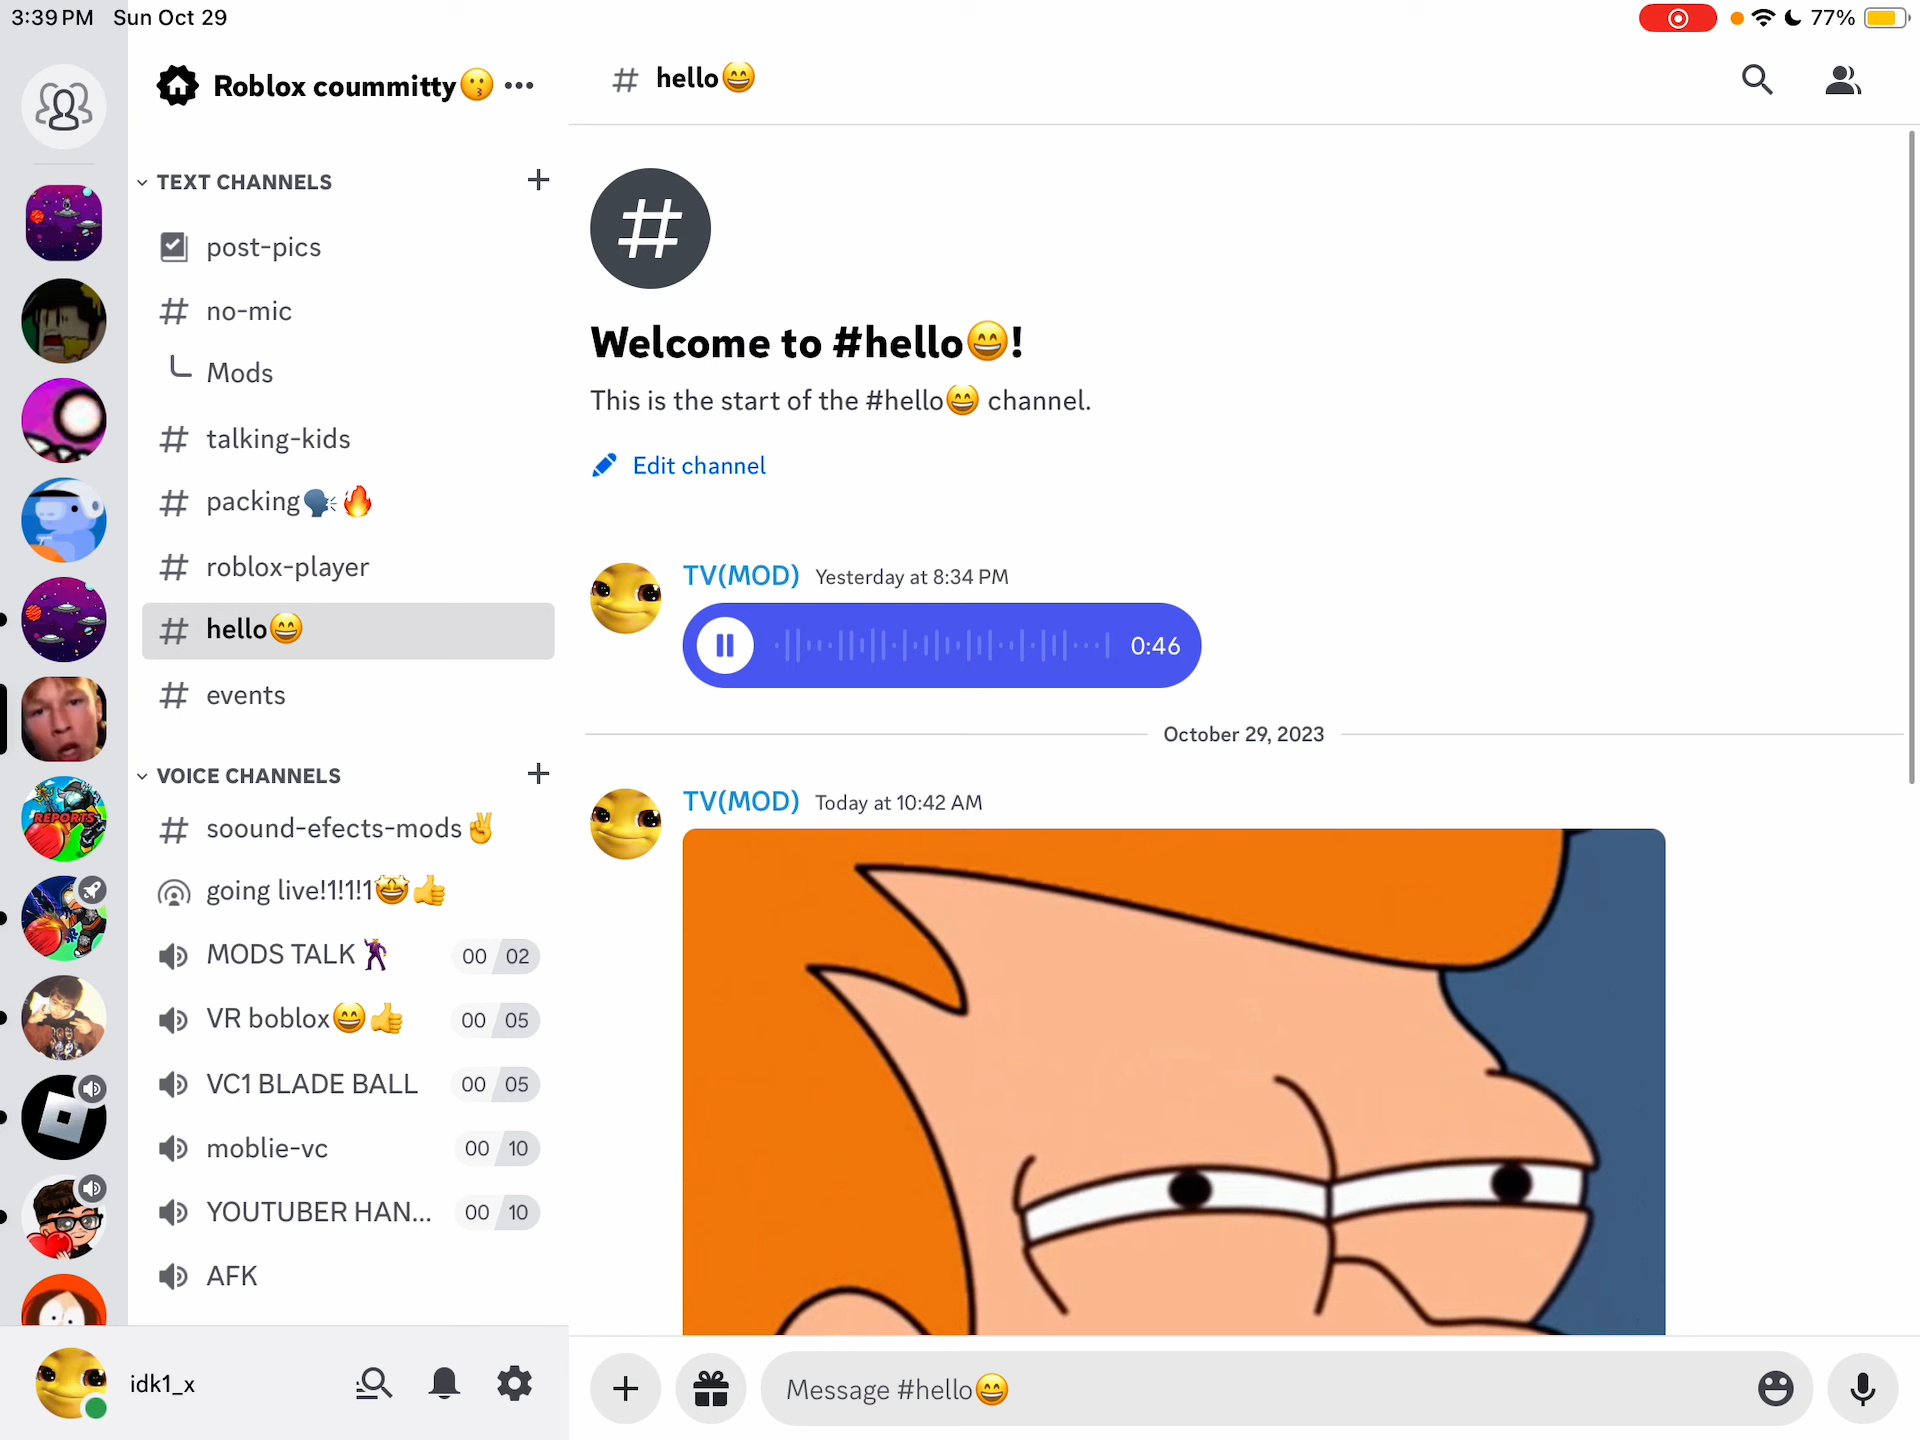 3:39 PM Sun Oct 29
77%
Roblox coummitty😗 •••
TEXT CHANNELS
post-pics
no-mic
Mods
talking-kids
packing🗣️🔥
roblox-player
hello😄
events
VOICE CHANNELS
soound-efects-mods✌️
going live!1!1!1🤩👍
MODS TALK 🕺 00 02
VR boblox😄👍 00 05
VC1 BLADE BALL 00 05
moblie-vc 00 10
YOUTUBER HAN... 00 10
AFK
idk1_x
REPORTS
# hello😄
Welcome to #hello😄!
This is the start of the #hello😄 channel.
Edit channel
TV(MOD) Yesterday at 8:34 PM
0:46
October 29, 2023
TV(MOD) Today at 10:42 AM
Message #hello😄